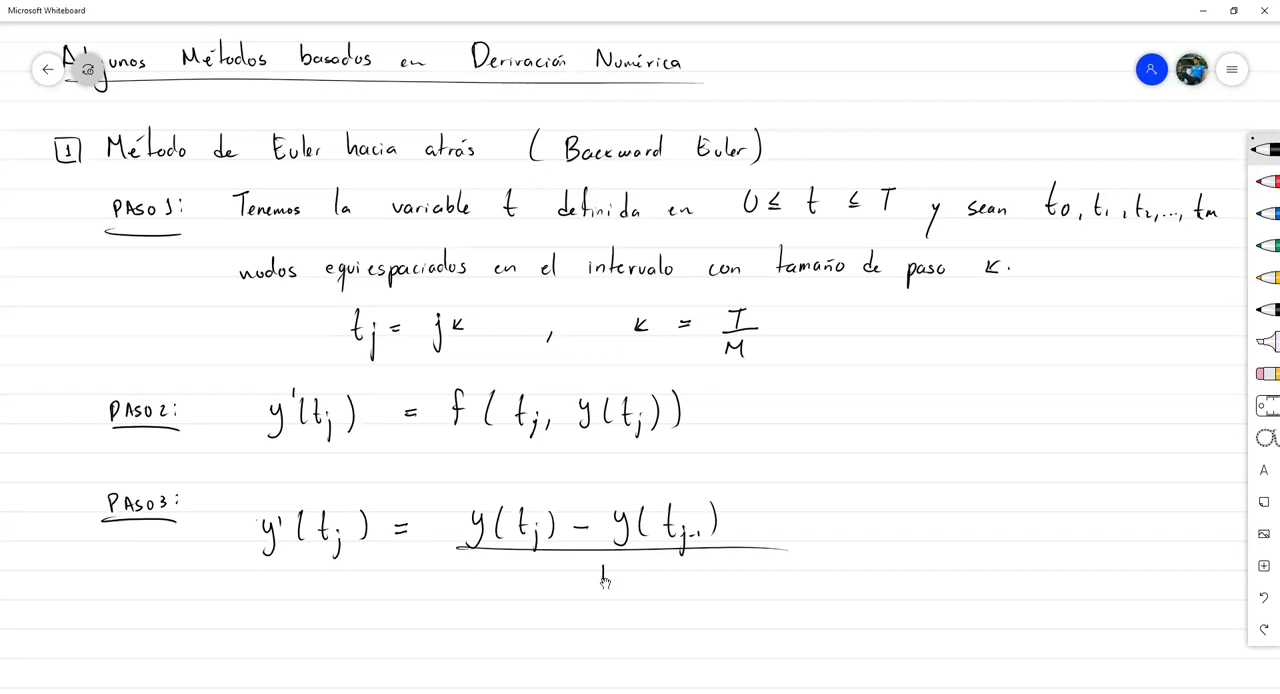 Microsoft Whiteboard
Algunos Métodos basados en Derivación Numérica
1 Método de Euler hacia atrás (Backward Euler)
PASO 1: Tenemos la variable t definida en 0 ≤ t ≤ T y sean t0, t1, t2, ..., tm
nodos equiespaciados en el intervalo con tamaño de paso k.
tj = jk , k = T/M
PASO 2: y'(tj) = f(tj, y(tj))
PASO 3: y'(tj) = y(tj) - y(tj-1)
A